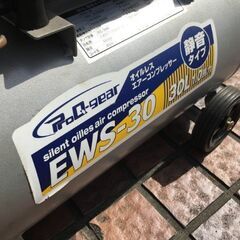 Pro.Q-gear
オイルレス
エアーコンプレッサー
静音
タイプ
silent oilles air compressor
EWS-30
30L